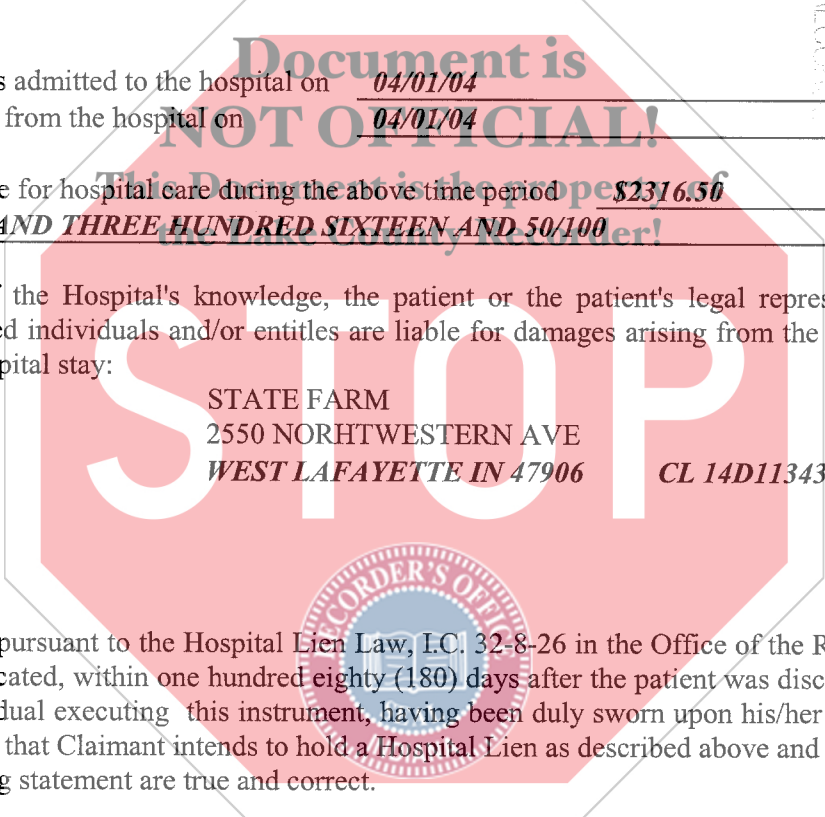 Document is
s admitted to the hospital on 04/01/04
from the hospital on 04/01/04
NOT OFFICIAL!
This Document is the property of
e for hospital care during the above time period $2316.50
AND THREE HUNDRED SIXTEEN AND 50/100
the Lake County Recorder!
the Hospital's knowledge, the patient or the patient's legal repres
ed individuals and/or entitles are liable for damages arising from the
pital stay:
STATE FARM
2550 NORHTWESTERN AVE
WEST LAFAYETTE IN 47906 CL 14D11343
STOP
RECORDER'S OFFICE
pursuant to the Hospital Lien Law, I.C. 32-8-26 in the Office of the R
cated, within one hundred eighty (180) days after the patient was disc
dual executing this instrument, having been duly sworn upon his/her
that Claimant intends to hold a Hospital Lien as described above and
g statement are true and correct.